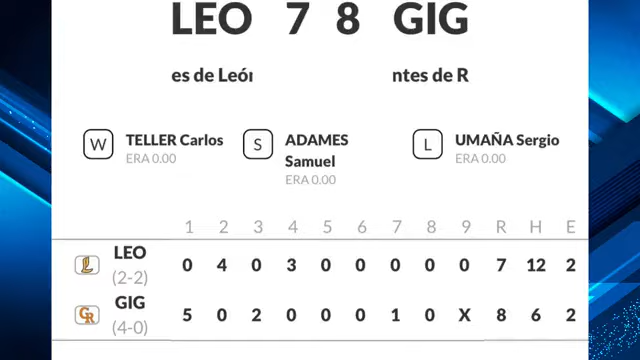 LEO 7 8 GIG
es de León ntes de R
W TELLER Carlos S ADAMES L UMAÑA Sergio
ERA 0.00 Samuel ERA 0.00
ERA 0.00
1 2 3 4 5 6 7 8 9 R H E
LEO 0 4 0 3 0 0 0 0 0 7 12 2
(2-2)
GIG 5 0 2 0 0 0 1 0 X 8 6 2
(4-0)